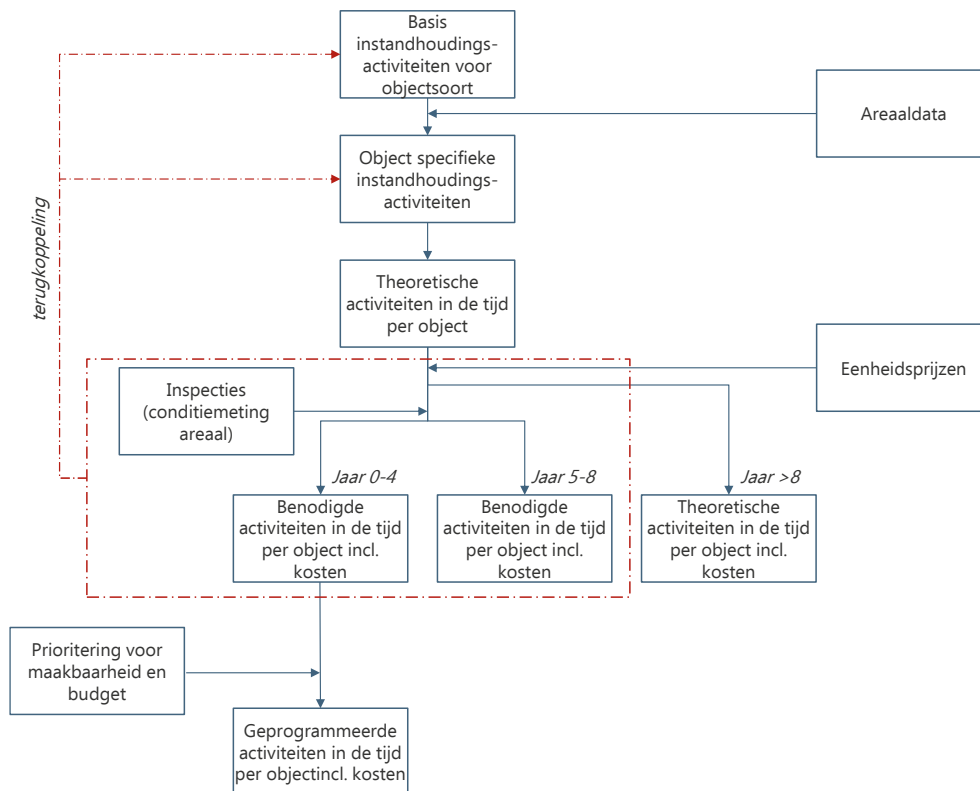 Basis
instandhoudings-
activiteiten voor
objectsoort
Areaaldata
Object specifieke
instandhoudings-
activiteiten
terugkoppeling
Theoretische
activiteiten in de tijd
per object
Eenheidsprijzen
Inspecties
(conditiemeting
areaal)
Jaar 0-4
Jaar 5-8
Jaar >8
Benodigde
activiteiten in de tijd
per object incl.
kosten
Benodigde
activiteiten in de tijd
per object incl.
kosten
Theoretische
activiteiten in de tijd
per object incl.
kosten
Prioritering voor
maakbaarheid en
budget
Geprogrammeerde
activiteiten in de tijd
per objectincl. kosten